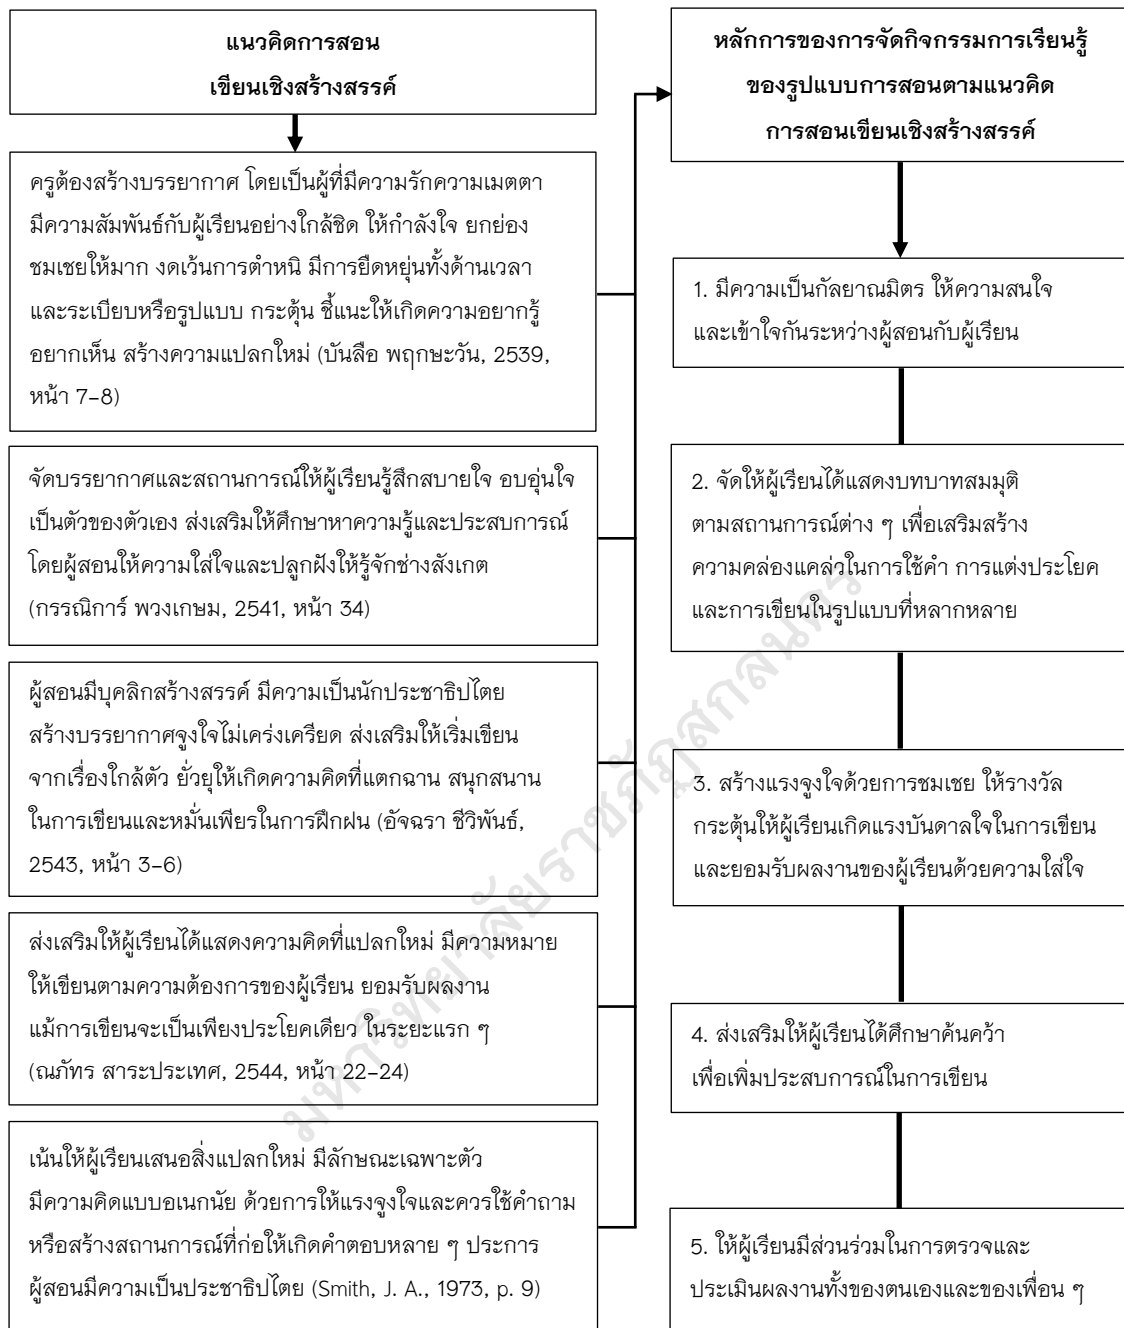 แนวคิดการสอน
เขียนเชิงสร้างสรรค์
ครูต้องสร้างบรรยากาศ โดยเป็นผู้ที่มีความรักความเมตตา
มีความสัมพันธ์กับผู้เรียนอย่างใกล้ชิด ให้กำลังใจ ยกย่อง
ชมเชยให้มาก งดเว้นการตำหนิ มีการยืดหยุ่นทั้งด้านเวลา
และระเบียบหรือรูปแบบ กระตุ้น ชี้แนะให้เกิดความอยากรู้
อยากเห็น สร้างความแปลกใหม่ (บันลือ พฤกษะวัน, 2539,
หน้า 7–8)
จัดบรรยากาศและสถานการณ์ให้ผู้เรียนรู้สึกสบายใจ อบอุ่นใจ
เป็นตัวของตัวเอง ส่งเสริมให้ศึกษาหาความรู้และประสบการณ์
โดยผู้สอนให้ความใส่ใจและปลูกฝังให้รู้จักช่างสังเกต
(กรรณิการ์ พวงเกษม, 2541, หน้า 34)
ผู้สอนมีบุคลิกสร้างสรรค์ มีความเป็นนักประชาธิปไตย
สร้างบรรยากาศจูงใจไม่เคร่งเครียด ส่งเสริมให้เริ่มเขียน
จากเรื่องใกล้ตัว ยั่วยุให้เกิดความคิดที่แตกฉาน สนุกสนาน
ในการเขียนและหมั่นเพียรในการฝึกฝน (อัจฉรา ชีวิพันธ์,
2543, หน้า 3–6)
ส่งเสริมให้ผู้เรียนได้แสดงความคิดที่แปลกใหม่ มีความหมาย
ให้เขียนตามความต้องการของผู้เรียน ยอมรับผลงาน
แม้การเขียนจะเป็นเพียงประโยคเดียว ในระยะแรก ๆ
(ณภัทร สาระประเทศ, 2544, หน้า 22–24)
เน้นให้ผู้เรียนเสนอสิ่งแปลกใหม่ มีลักษณะเฉพาะตัว
มีความคิดแบบอเนกนัย ด้วยการให้แรงจูงใจและควรใช้คำถาม
หรือสร้างสถานการณ์ที่ก่อให้เกิดคำตอบหลาย ๆ ประการ
ผู้สอนมีความเป็นประชาธิปไตย (Smith, J. A., 1973, p. 9)
หลักการของการจัดกิจกรรมการเรียนรู้
ของรูปแบบการสอนตามแนวคิด
การสอนเขียนเชิงสร้างสรรค์
1. มีความเป็นกัลยาณมิตร ให้ความสนใจ
และเข้าใจกันระหว่างผู้สอนกับผู้เรียน
2. จัดให้ผู้เรียนได้แสดงบทบาทสมมุติ
ตามสถานการณ์ต่าง ๆ เพื่อเสริมสร้าง
ความคล่องแคล่วในการใช้คำ การแต่งประโยค
และการเขียนในรูปแบบที่หลากหลาย
3. สร้างแรงจูงใจด้วยการชมเชย ให้รางวัล
กระตุ้นให้ผู้เรียนเกิดแรงบันดาลใจในการเขียน
และยอมรับผลงานของผู้เรียนด้วยความใส่ใจ
4. ส่งเสริมให้ผู้เรียนได้ศึกษาค้นคว้า
เพื่อเพิ่มประสบการณ์ในการเขียน
5. ให้ผู้เรียนมีส่วนร่วมในการตรวจและ
ประเมินผลงานทั้งของตนเองและของเพื่อน ๆ
มหาวิทยาลัยราชภัฏสกลนคร